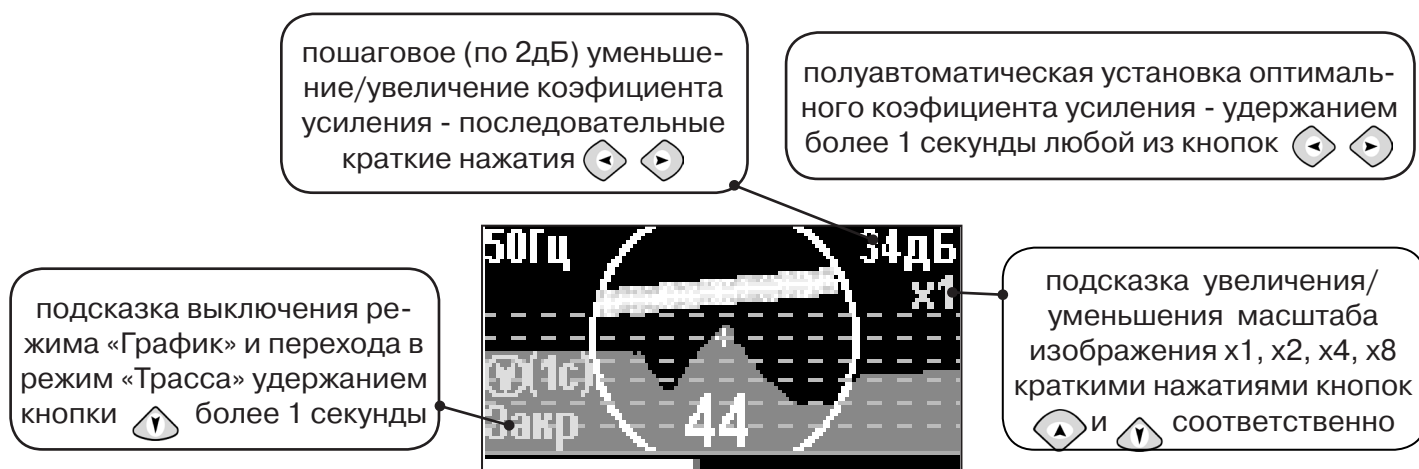 пошаговое (по 2дБ) уменьше-
ние/увеличение коэфициента
усиления - последовательные
краткие нажатия
полуавтоматическая установка оптималь-
ного коэфициента усиления - удержанием
более 1 секунды любой из кнопок
50Гц
34дБ
x1
(1с)
Закр
44
подсказка выключения ре-
жима «График» и перехода в
режим «Трасса» удержанием
кнопки более 1 секунды
подсказка увеличения/
уменьшения масштаба
изображения x1, x2, x4, x8
краткими нажатиями кнопок
и соответственно